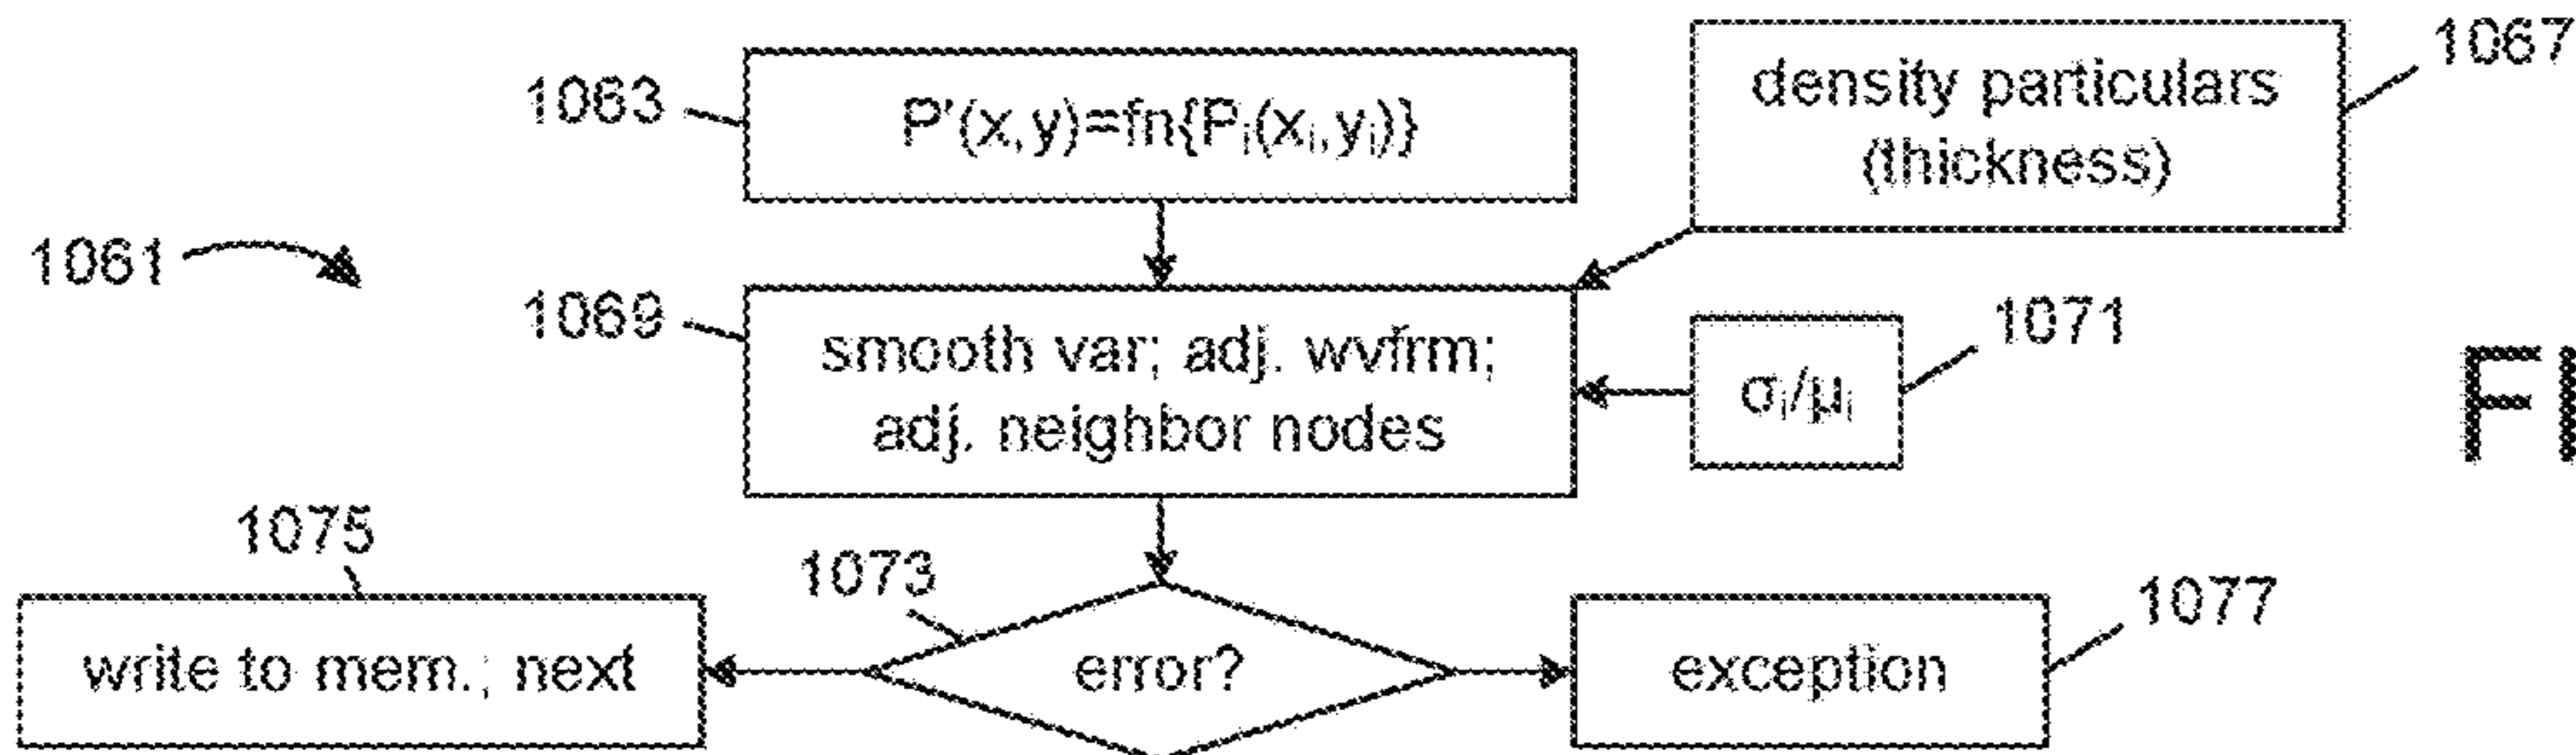 1063
P'(x,y)=fn{Pᵢ(xᵢ,yᵢ)}
density particulars
(thickness)
1067
1061
1069
smooth var; adj. wvfrm;
adj. neighbor nodes
σᵢ/μᵢ
1071
FI
1075
write to mem.; next
1073
error?
exception
1077